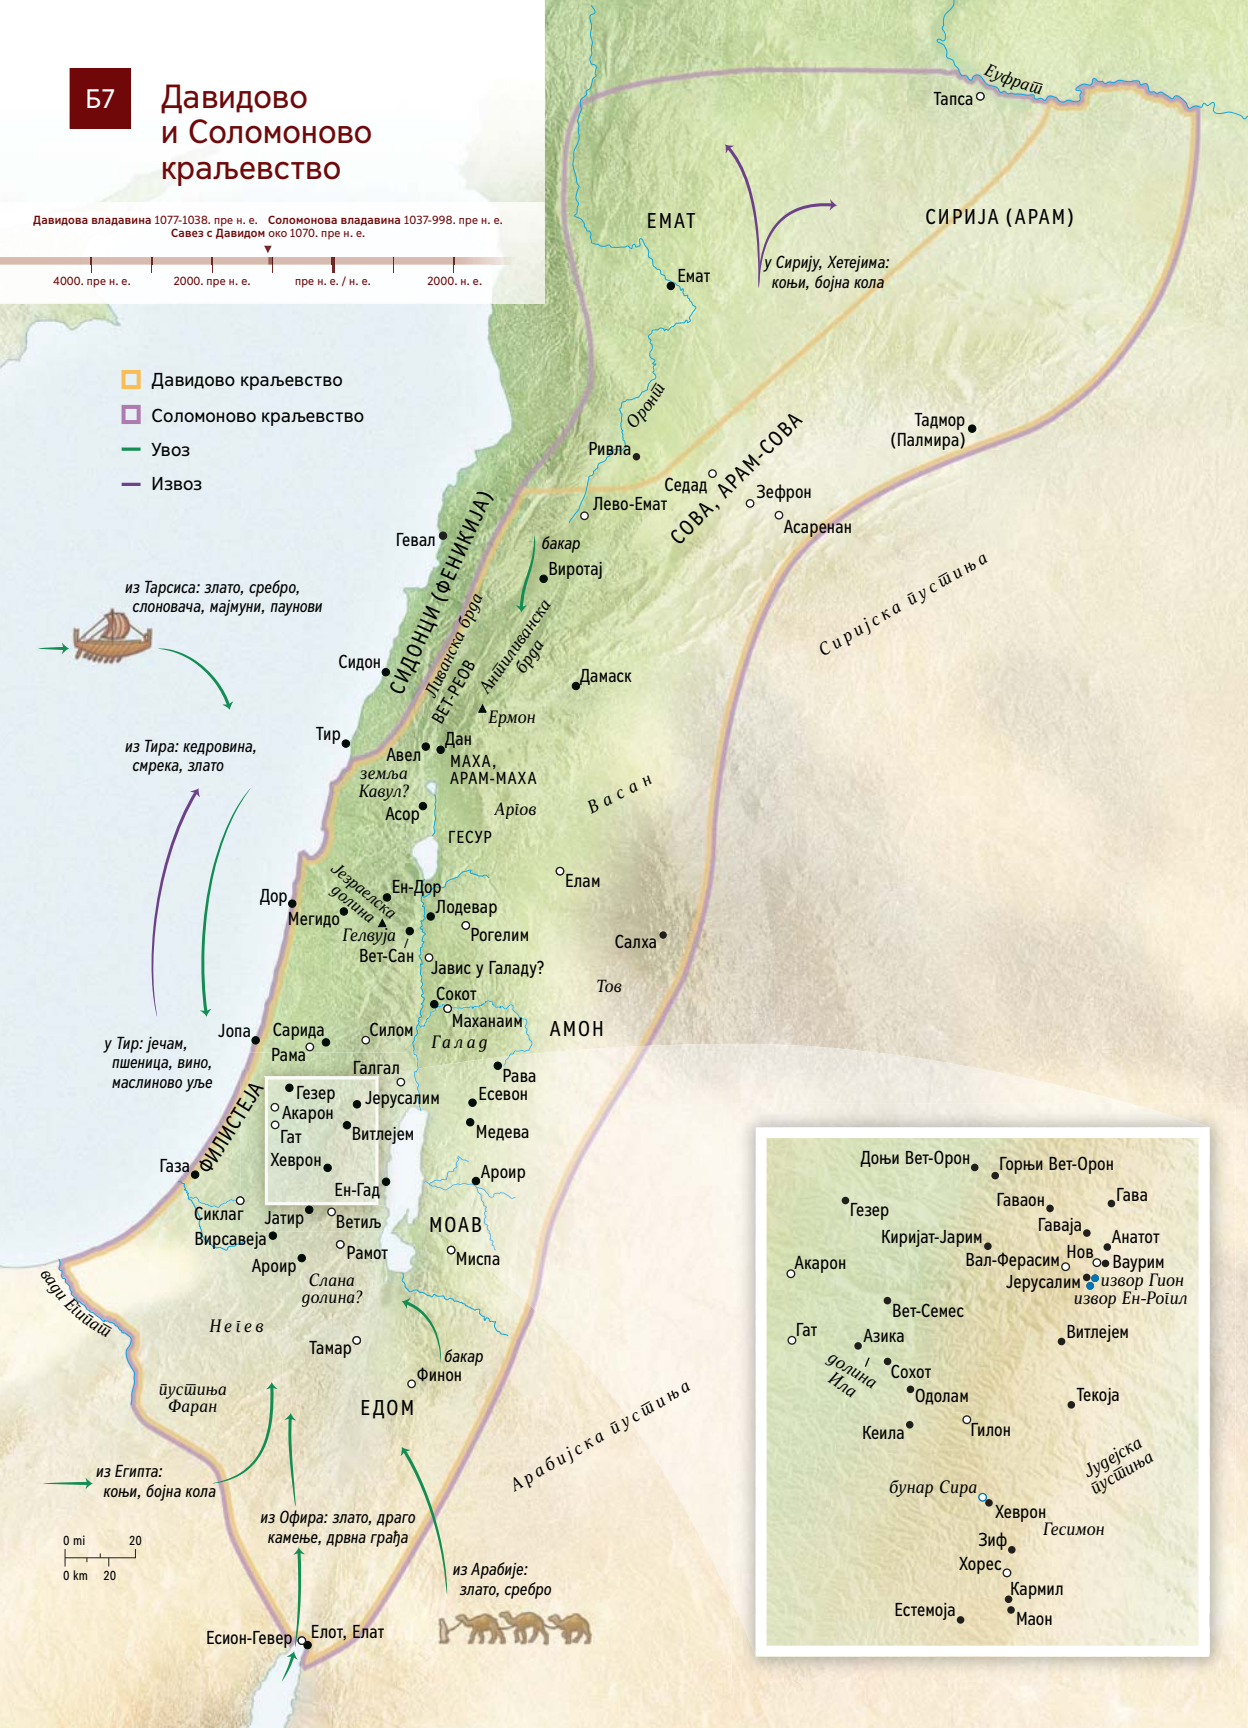 Б7
Давидово
и Соломоново
краљевство
Давидова владавина 1077-1038. пре н. е. Соломонова владавина 1037-998. пре н. е.
Савез с Давидом око 1070. пре н. е.
4000. пре н. е.
2000. пре н. е.
пре н. е. / н. е.
2000. н. е.
Давидово краљевство
Соломоново краљевство
Увоз
Извоз
Еуфрат
Тапса
ЕМАТ
СИРИЈА (АРАМ)
у Сирију, Хетејима:
коњи, бојна кола
Емат
Оронт
Тадмор
(Палмира)
Ривла
СОВА, АРАМ-СОВА
Седад
Зефрон
Лево-Емат
Асаренан
Гевал
бакар
Виротај
СИДОНЦИ (ФЕНИКИЈА)
Сиријска пустиња
из Тарсиса: злато, сребро,
слоновача, мајмуни, паунови
Ливанска брда
Антиливанска
брда
ВЕТ-РЕОВ
Сидон
Дамаск
Ермон
Тир
Дан
Авел
из Тира: кедровина,
смрека, злато
МАХА,
АРАМ-МАХА
земља
Кавул?
Васан
Асор
Аргов
ГЕСУР
Језраелска
долина
Елам
Ен-Дор
Дор
Мегидо
Лодевар
Гелвуја
Рогелим
Салха
Вет-Сан
Јавис у Галаду?
Тов
Сокот
Маханаим
АМОН
Јопа
Сарида
Силом
Рама
Галад
у Тир: јечам,
пшеница, вино,
маслиново уље
Галгал
Рава
ФИЛИСТЕЈА
Гезер
Јерусалим
Есевон
Акарон
Гат
Витлејем
Медева
Хеврон
Газа
Ароир
Ен-Гад
Сиклаг
Јатир
Ветиљ
МОАВ
Вирсавеја
Рамот
Миспа
Ароир
Слана
долина?
вади Египат
Негев
Тамар
бакар
Финон
пустиња
Фаран
ЕДОМ
Арабијска пустиња
из Египта:
коњи, бојна кола
из Офира: злато, драго
камење, дрвна грађа
0 mi 20
0 km 20
из Арабије:
злато, сребро
Есион-Гевер
Елот, Елат
Доњи Вет-Орон
Горњи Вет-Орон
Гезер
Гаваон
Гава
Гаваја
Киријат-Јарим
Анатот
Акарон
Вал-Ферасим
Нов
Ваурим
Јерусалим
извор Гион
извор Ен-Рогил
Вет-Семес
Гат
Азика
Витлејем
долина
Ила
Сохот
Одолам
Текоја
Кеила
Гилон
Јудејска
пустиња
бунар Сира
Хеврон
Гесимон
Зиф
Хорес
Кармил
Естемоја
Маон